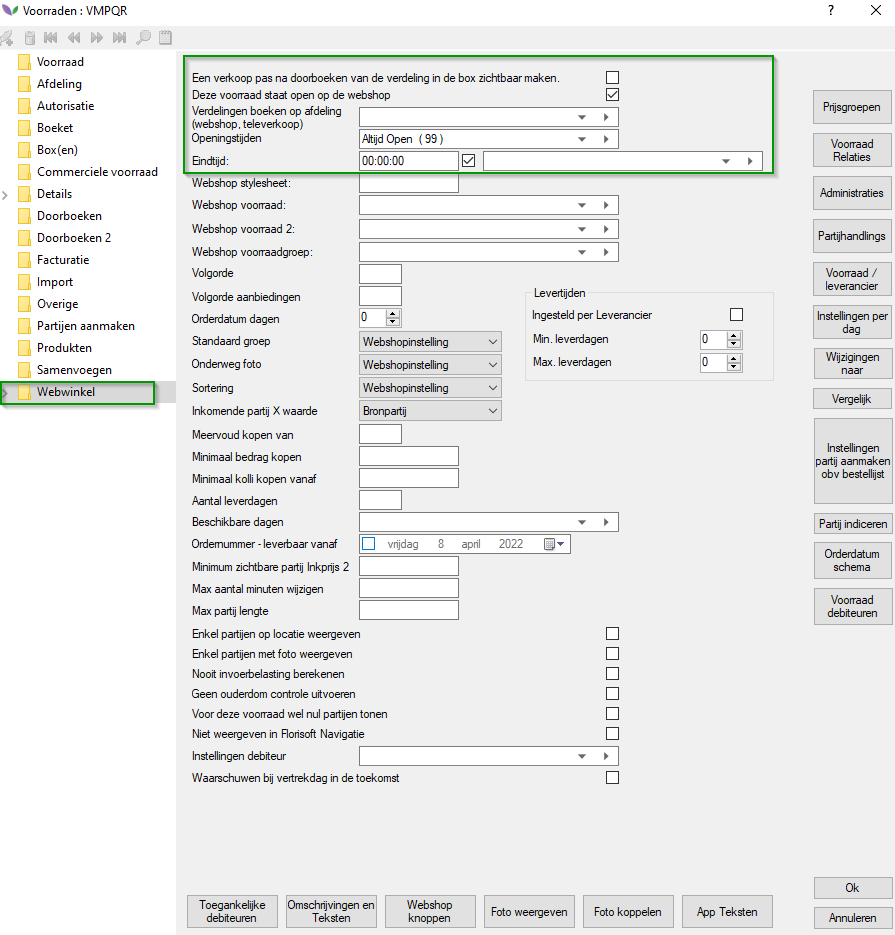 Voorraden : VMPQR
?
Voorraad
Afdeling
Autorisatie
Boeket
Box(en)
Commerciele voorraad
Details
Doorboeken
Doorboeken 2
Facturatie
Import
Overige
Partijen aanmaken
Produkten
Samenvoegen
Webwinkel
Een verkoop pas na doorboeken van de verdeling in de box zichtbaar maken.
Deze voorraad staat open op de webshop
Verdelingen boeken op afdeling
(webshop, televerkoop)
Openingstijden
Altijd Open ( 99 )
Eindtijd:
00:00:00
Webshop stylesheet:
Webshop voorraad:
Webshop voorraad 2:
Webshop voorraadgroep:
Volgorde
Volgorde aanbiedingen
Orderdatum dagen
0
Standaard groep
Webshopinstelling
Onderweg foto
Webshopinstelling
Sortering
Webshopinstelling
Inkomende partij X waarde
Bronpartij
Levertijden
Ingesteld per Leverancier
Min. leverdagen
0
Max. leverdagen
0
Meervoud kopen van
Minimaal bedrag kopen
Minimaal kolli kopen vanaf
Aantal leverdagen
Beschikbare dagen
Ordernummer - leverbaar vanaf
vrijdag 8 april 2022
Minimum zichtbare partij Inkprijs 2
Max aantal minuten wijzigen
Max partij lengte
Enkel partijen op locatie weergeven
Enkel partijen met foto weergeven
Nooit invoerbelasting berekenen
Geen ouderdom controle uitvoeren
Voor deze voorraad wel nul partijen tonen
Niet weergeven in Florisoft Navigatie
Instellingen debiteur
Waarschuwen bij vertrekdag in de toekomst
Prijsgroepen
Voorraad
Relaties
Administraties
Partijhandlings
Voorraad /
leverancier
Instellingen per
dag
Wijzigingen
naar
Vergelijk
Instellingen
partij aanmaken
obv bestellijst
Partij indiceren
Orderdatum
schema
Voorraad
debiteuren
Toegankelijke
debiteuren
Omschrijvingen en
Teksten
Webshop
knoppen
Foto weergeven
Foto koppelen
App Teksten
Ok
Annuleren